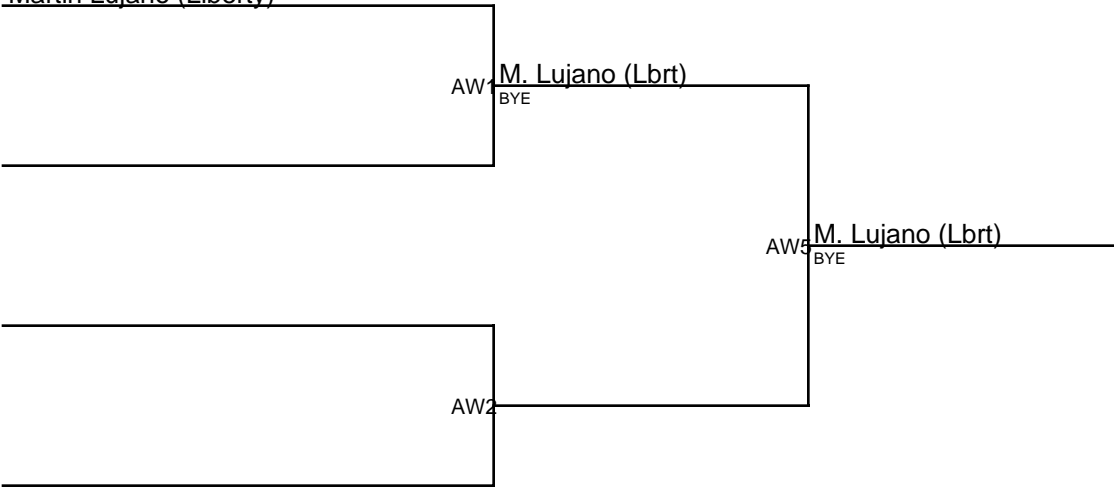 Martin Lujano (Liberty)
AW1
M. Lujano (Lbrt)
BYE
AW5
M. Lujano (Lbrt)
BYE
AW2